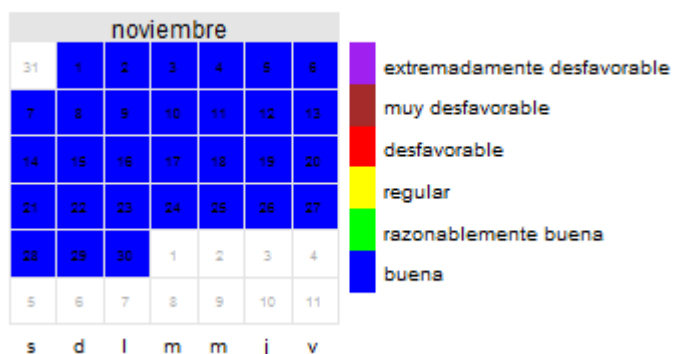 noviembre
31 1 2 3 4 5 6
7 8 9 10 11 12 13
14 15 16 17 18 19 20
21 22 23 24 25 26 27
28 29 30 1 2 3 4
5 6 7 8 9 10 11
s d l m m j v
extremadamente desfavorable
muy desfavorable
desfavorable
regular
razonablemente buena
buena